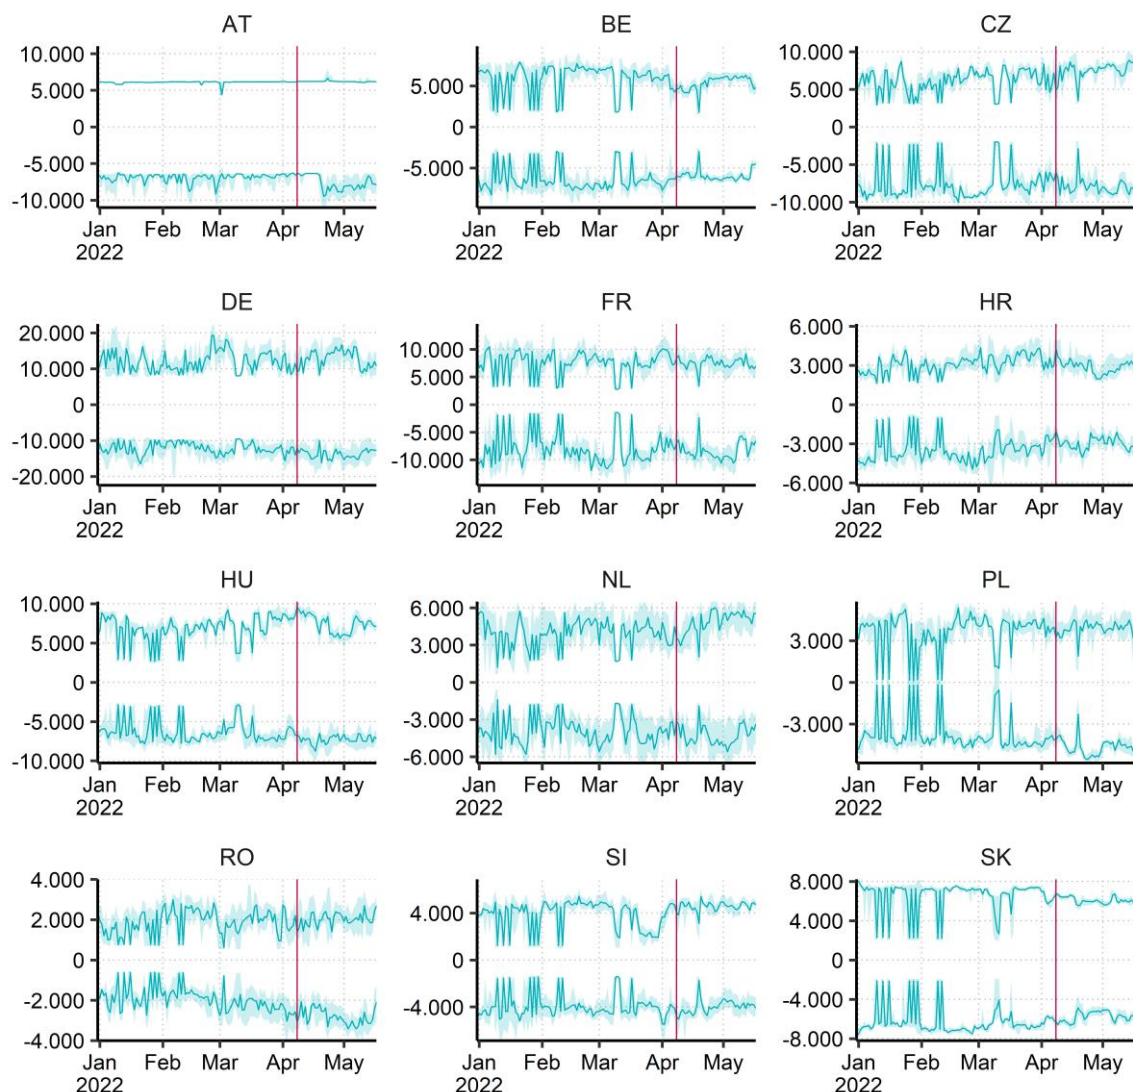 AT BE CZ
10.000 5.000 0 -5.000 -10.000
5.000 0 -5.000
10.000 5.000 0 -5.000 -10.000
Jan Feb Mar Apr May Jan Feb Mar Apr May Jan Feb Mar Apr May
2022 2022 2022
DE FR HR
20.000 10.000 0 -10.000 -20.000
10.000 5.000 0 -5.000 -10.000
6.000 3.000 0 -3.000 -6.000
Jan Feb Mar Apr May Jan Feb Mar Apr May Jan Feb Mar Apr May
2022 2022 2022
HU NL PL
10.000 5.000 0 -5.000 -10.000
6.000 3.000 0 -3.000 -6.000
3.000 0 -3.000
Jan Feb Mar Apr May Jan Feb Mar Apr May Jan Feb Mar Apr May
2022 2022 2022
RO SI SK
4.000 2.000 0 -2.000 -4.000
4.000 0 -4.000
8.000 4.000 0 -4.000 -8.000
Jan Feb Mar Apr May Jan Feb Mar Apr May Jan Feb Mar Apr May
2022 2022 2022